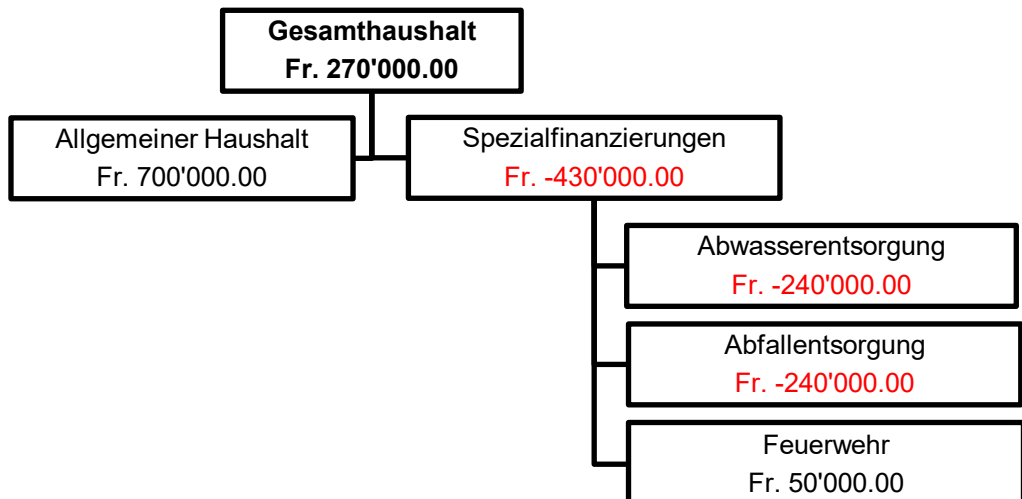 Gesamthaushalt
Fr. 270'000.00
Allgemeiner Haushalt
Fr. 700'000.00
Spezialfinanzierungen
Fr. -430'000.00
Abwasserentsorgung
Fr. -240'000.00
Abfallentsorgung
Fr. -240'000.00
Feuerwehr
Fr. 50'000.00